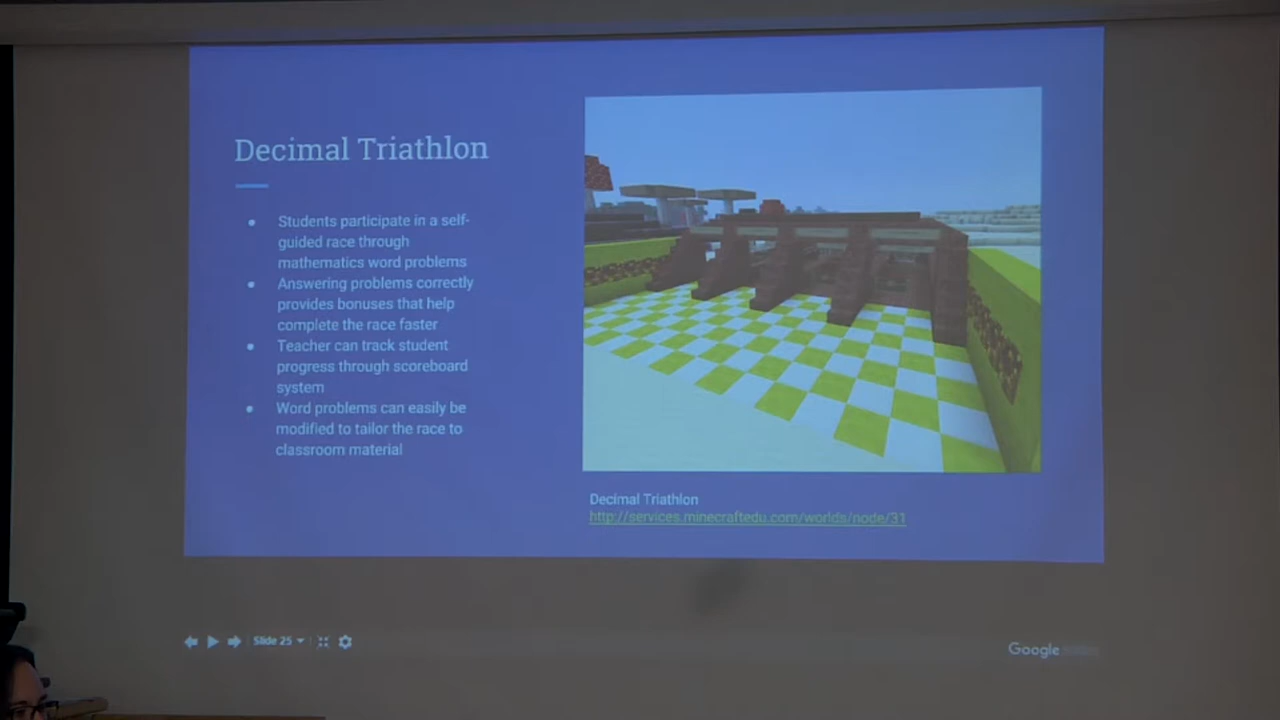 Decimal Triathlon
● Students participate in a self-
guided race through
mathematics word problems
● Answering problems correctly
provides bonuses that help
complete the race faster
● Teacher can track student
progress through scoreboard
system
● Word problems can easily be
modified to tailor the race to
classroom material
Decimal Triathlon
http://services.minecraftedu.com/worlds/node/31
Slide 25
Google